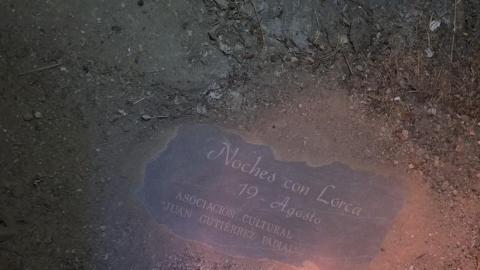 Noches con Lorca
19 - Agosto
ASOCIACIÓN CULTURAL
"JUAN GUTIÉRREZ PADIAL"